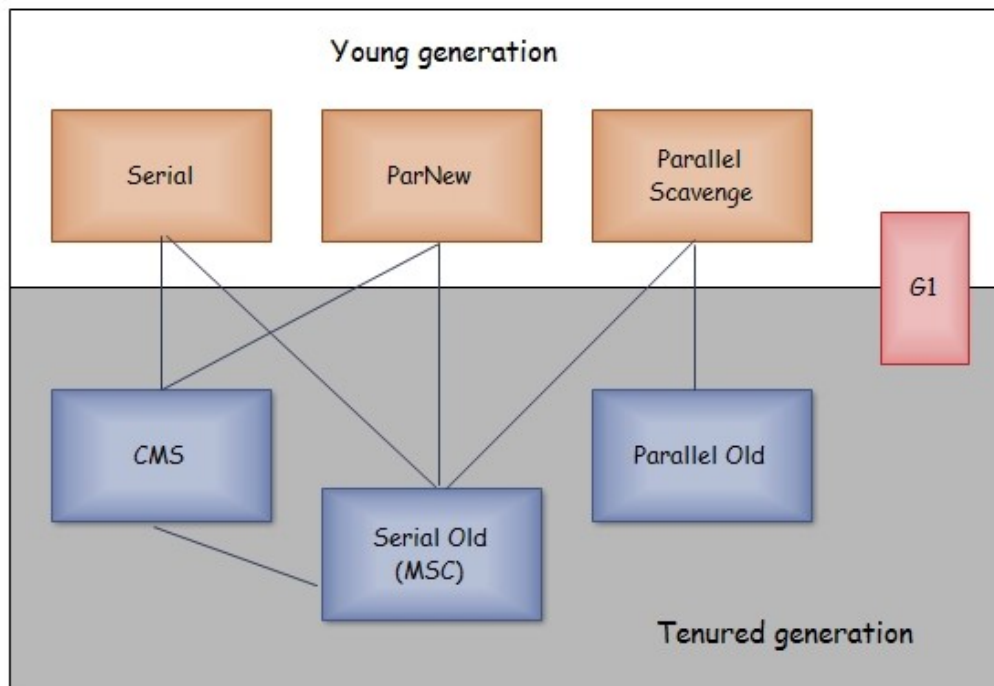 Young generation
Serial
ParNew
Parallel
Scavenge
G1
CMS
Parallel Old
Serial Old
(MSC)
Tenured generation